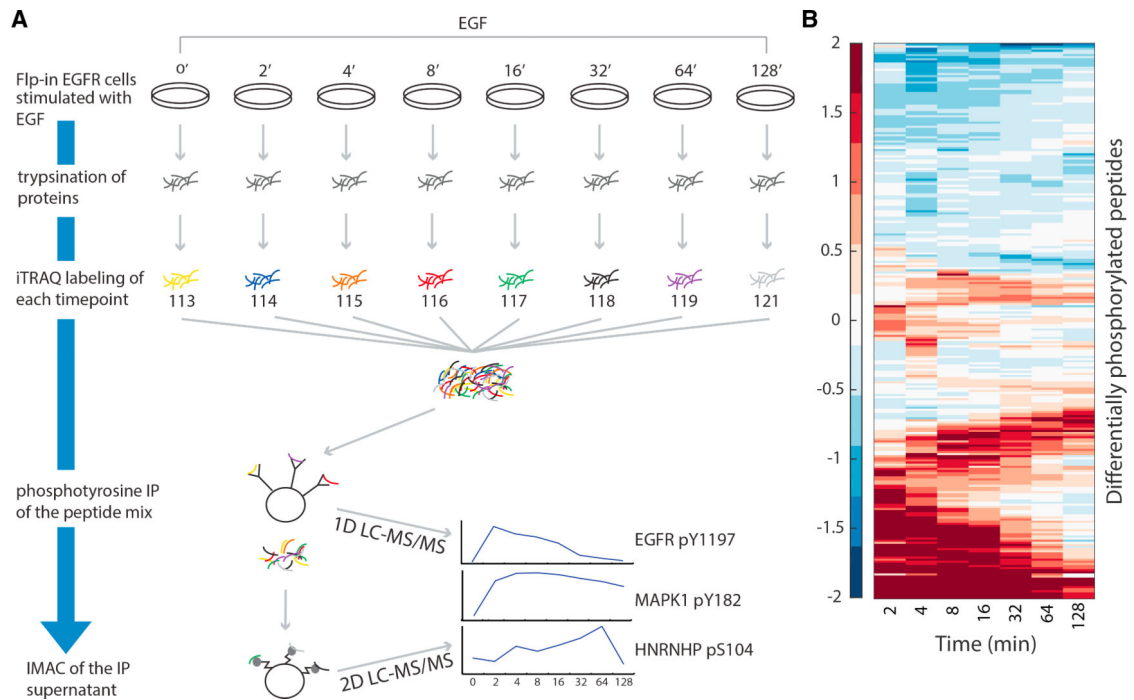 A
EGF
0′ 2′ 4′ 8′ 16′ 32′ 64′ 128′
Flp-in EGFR cells
stimulated with
EGF
trypsination of
proteins
iTRAQ labeling of
each timepoint
113 114 115 116 117 118 119 121
phosphotyrosine IP
of the peptide mix
1D LC-MS/MS
EGFR pY1197
MAPK1 pY182
HNRNHP pS104
2D LC-MS/MS
0 2 4 8 16 32 64 128
IMAC of the IP
supernatant
B
2
1.5
1
0.5
0
-0.5
-1
-1.5
-2
Differentially phosphorylated peptides
2 4 8 16 32 64 128
Time (min)